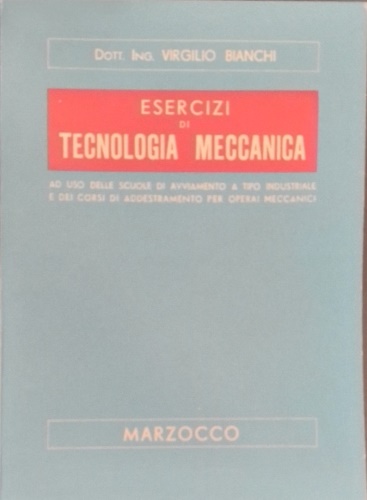 DOTT. ING. VIRGILIO BIANCHI
ESERCIZI
DI
TECNOLOGIA MECCANICA
AD USO DELLE SCUOLE DI AVVIAMENTO A TIPO INDUSTRIALE
E DEI CORSI DI ADDESTRAMENTO PER OPERAI MECCANICI
MARZOCCO